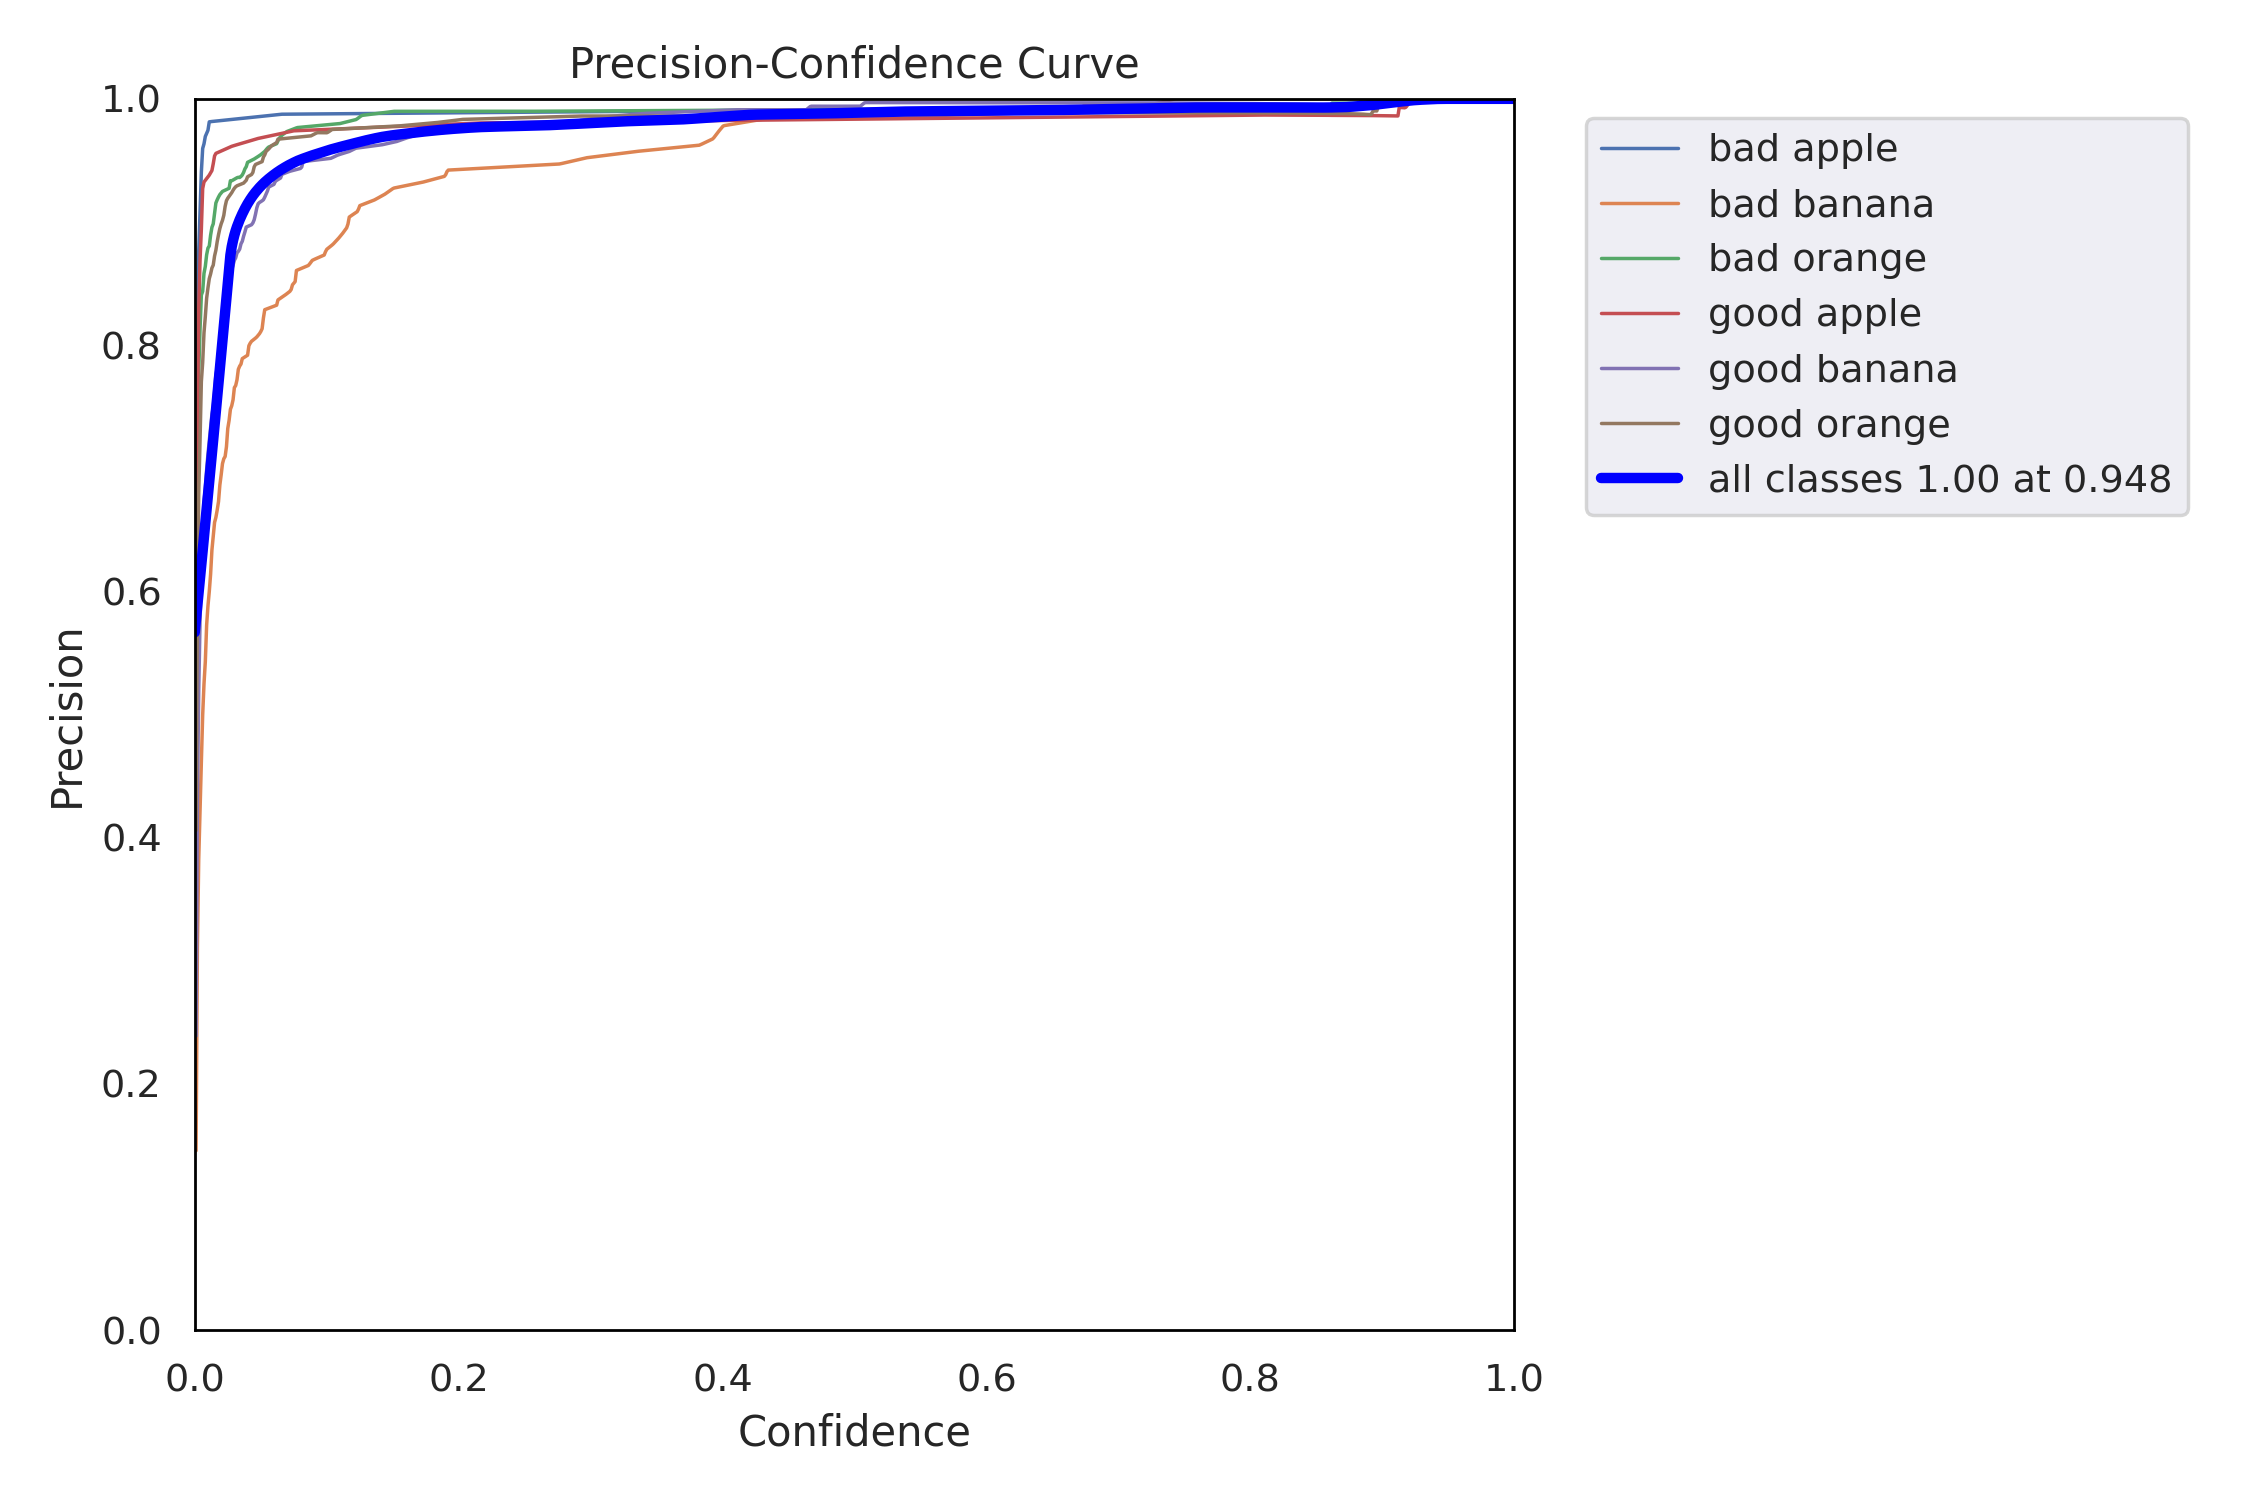 Precision-Confidence Curve
1.0
0.8
0.6
0.4
0.2
0.0
Precision
0.0 0.2 0.4 0.6 0.8 1.0
Confidence
bad apple
bad banana
bad orange
good apple
good banana
good orange
all classes 1.00 at 0.948